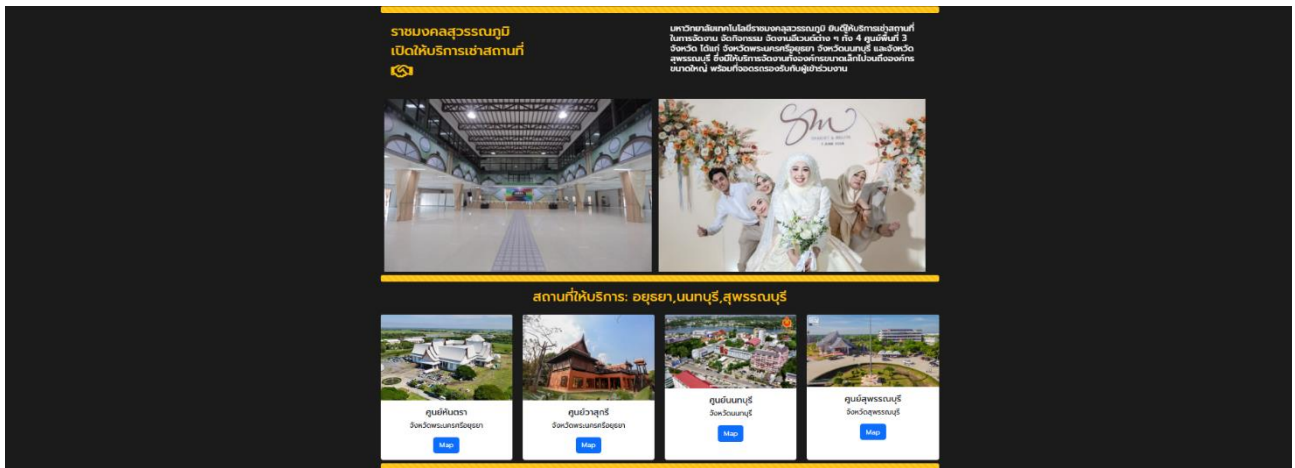 ราชมงคลสุวรรณภูมิ
เปิดให้บริการเช่าสถานที่
มหาวิทยาลัยเทคโนโลยีราชมงคลสุวรรณภูมิ ยินดีให้บริการเช่าสถานที่
ในการจัดงาน จัดกิจกรรม จัดงานอีเวนต์ต่าง ๆ ทั้ง 4 ศูนย์พื้นที่ 3
จังหวัด ได้แก่ จังหวัดพระนครศรีอยุธยา จังหวัดนนทบุรี และจังหวัด
สุพรรณบุรี ซึ่งมีให้บริการจัดงานทั้งองค์กรขนาดเล็กไปจนถึงองค์กร
ขนาดใหญ่ พร้อมที่จอดรถรองรับกับผู้เข้าร่วมงาน
Sm
สถานที่ให้บริการ: อยุธยา,นนทบุรี,สุพรรณบุรี
ศูนย์หันตรา
จังหวัดพระนครศรีอยุธยา
Map
ศูนย์วาสุกรี
จังหวัดพระนครศรีอยุธยา
Map
ศูนย์นนทบุรี
จังหวัดนนทบุรี
Map
ศูนย์สุพรรณบุรี
จังหวัดสุพรรณบุรี
Map